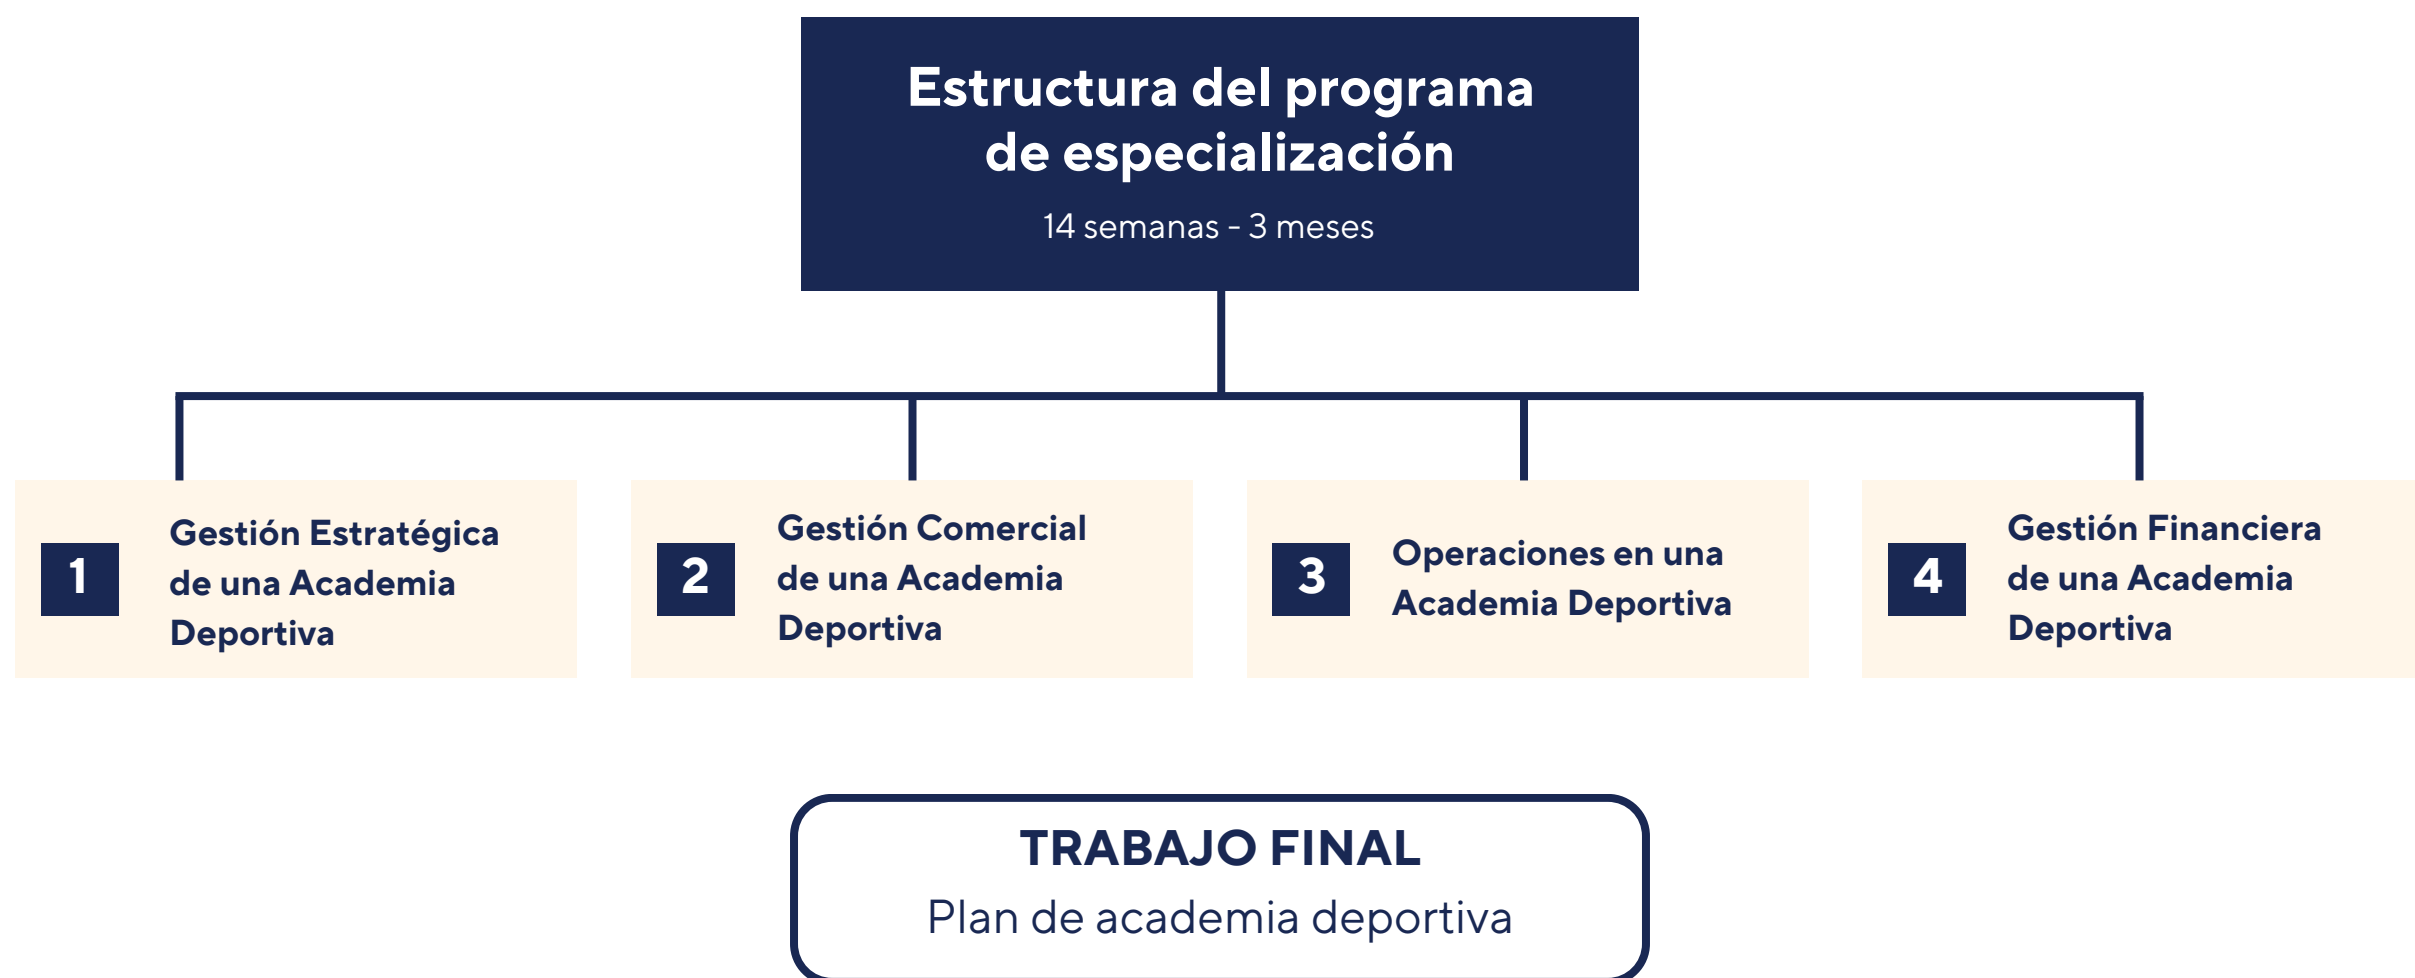 Estructura del programa
de especialización
14 semanas - 3 meses
1
Gestión Estratégica
de una Academia
Deportiva
2
Gestión Comercial
de una Academia
Deportiva
3
Operaciones en una
Academia Deportiva
4
Gestión Financiera
de una Academia
Deportiva
TRABAJO FINAL
Plan de academia deportiva